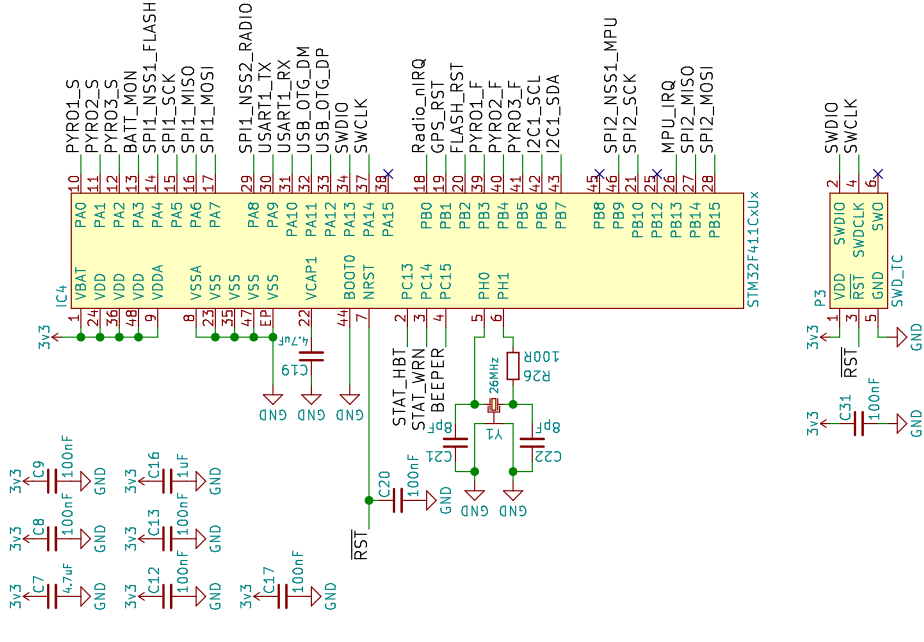 PYRO1_S
PYRO2_S
PYRO3_S
BATT_MON
SPI1_NSS1_FLASH
SPI1_SCK
SPI1_MISO
SPI1_MOSI
SPI1_NSS2_RADIO
USART1_TX
USART1_RX
USB_OTG_DM
USB_OTG_DP
SWDIO
SWCLK
Radio_nIRQ
GPS_RST
FLASH_RST
PYRO1_F
PYRO2_F
PYRO3_F
I2C1_SCL
I2C1_SDA
SPI2_NSS1_MPU
SPI2_SCK
MPU_IRQ
SPI2_MISO
SPI2_MOSI
10
11
12
13
14
15
16
17
29
30
31
32
33
34
37
38
18
19
20
39
40
41
42
43
45
46
21
25
26
27
28
PA0
PA1
PA2
PA3
PA4
PA5
PA6
PA7
PA8
PA9
PA10
PA11
PA12
PA13
PA14
PA15
PB0
PB1
PB2
PB3
PB4
PB5
PB6
PB7
PB8
PB9
PB10
PB12
PB13
PB14
PB15
IC4
STM32F411CxUx
VBAT
VDD
VDD
VDD
VDDA
VSSA
VSS
VSS
VSS
VSS
VCAP1
BOOT0
NRST
PC13
PC14
PC15
PH0
PH1
1
24
36
48
9
8
23
35
47
EP
22
44
7
2
3
4
5
6
3v3
GND
4.7uF
C19
GND
GND
STAT_HBT
STAT_WRN
BEEPER
100R
R26
26MHz
Y1
8pF
C21
8pF
C22
GND
GND
C20
100nF
GND
RST
3v3
C9
100nF
GND
3v3
C16
1uF
GND
3v3
C8
100nF
GND
3v3
C13
100nF
GND
3v3
C7
4.7uF
GND
3v3
C12
100nF
GND
3v3
C17
100nF
GND
SWDIO
SWCLK
2
4
6
SWDIO
SWDCLK
SWO
VDD
RST
GND
P3
SWD_TC
1
3
5
3v3
RST
GND
3v3
C31
100nF
GND